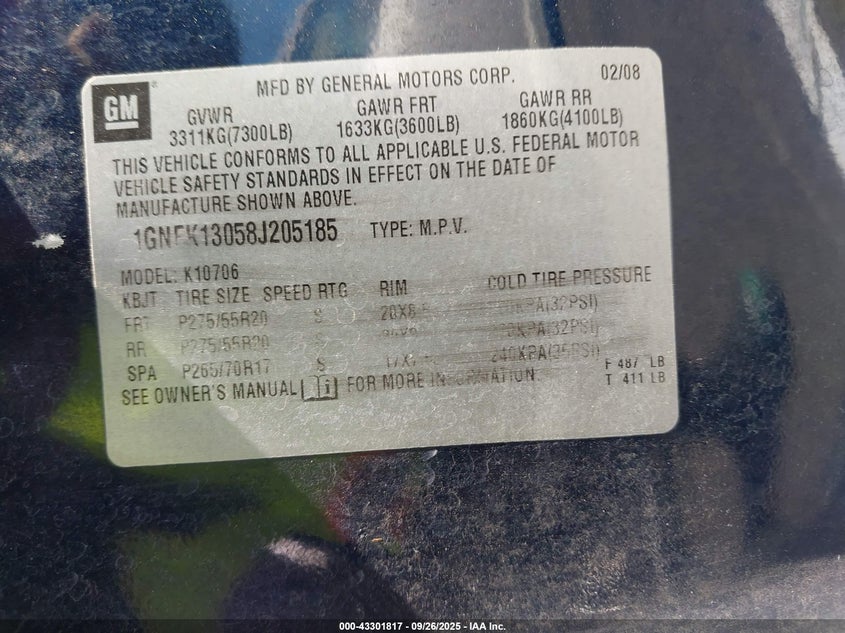 GM
MFD BY GENERAL MOTORS CORP. 02/08
GVWR GAWR FRT GAWR RR
3311KG(7300LB) 1633KG(3600LB) 1860KG(4100LB)
THIS VEHICLE CONFORMS TO ALL APPLICABLE U.S. FEDERAL MOTOR
VEHICLE SAFETY STANDARDS IN EFFECT ON THE DATE OF
MANUFACTURE SHOWN ABOVE.
1GNFK13058J205185 TYPE: M.P.V.
MODEL: K10706
KBJT TIRE SIZE SPEED RTG RIM COLD TIRE PRESSURE
FRT P275/55R20 S
RR P275/55R20
SPA P265/70R17 S 240KPA(35PSI)
F 487 LB
T 411 LB
SEE OWNER'S MANUAL FOR MORE INFORMATION.
000-43301817 - 09/26/2025 - IAA Inc.